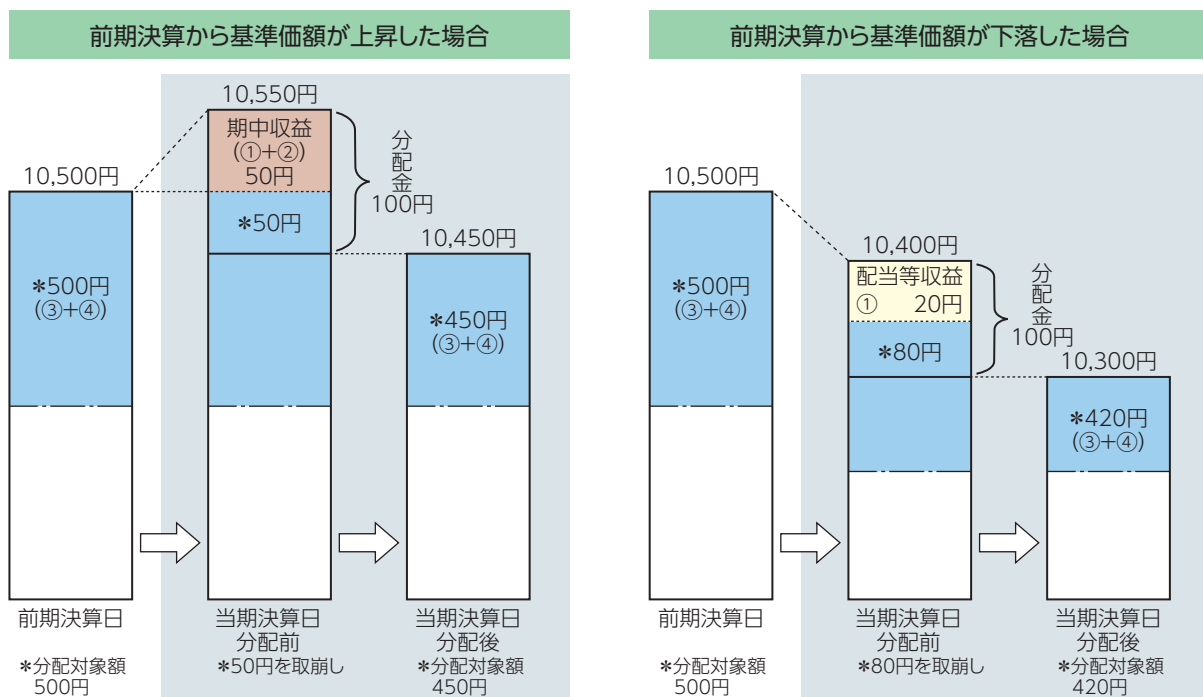 前期決算から基準価額が上昇した場合
10,550円
期中収益
(①+②)
50円
分配金
100円
10,500円
*50円
10,450円
*500円
(③+④)
*450円
(③+④)
前期決算日
当期決算日
分配前
当期決算日
分配後
*分配対象額
500円
*50円を取崩し
*分配対象額
450円
前期決算から基準価額が下落した場合
10,500円
10,400円
配当等収益
① 20円
分配金
100円
*500円
(③+④)
*80円
10,300円
*420円
(③+④)
前期決算日
当期決算日
分配前
当期決算日
分配後
*分配対象額
500円
*80円を取崩し
*分配対象額
420円